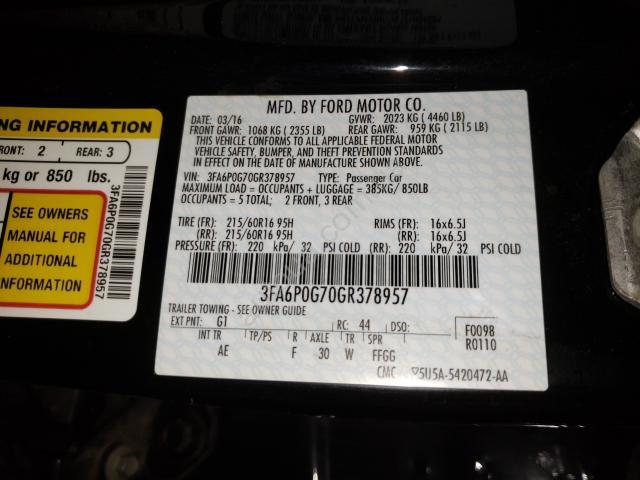 MFD. BY FORD MOTOR CO.
DATE: 03/16 GVWR: 2023 KG ( 4460 LB)
FRONT GAWR: 1068 KG ( 2355 LB) REAR GAWR: 959 KG ( 2115 LB)
THIS VEHICLE CONFORMS TO ALL APPLICABLE FEDERAL MOTOR
VEHICLE SAFETY, BUMPER, AND THEFT PREVENTION STANDARDS
IN EFFECT ON THE DATE OF MANUFACTURE SHOWN ABOVE.
VIN: 3FA6P0G70GR378957 TYPE: Passenger Car
MAXIMUM LOAD = OCCUPANTS + LUGGAGE = 385KG/850LB
OCCUPANTS = 5 TOTAL; 2 FRONT, 3 REAR
TIRE (FR): 215/60R16 95H RIMS (FR): 16x6.5J
(RR): 215/60R16 95H (RR): 16x6.5J
PRESSURE (FR): 220 kPa/ 32 PSI COLD (RR): 220 kPa/ 32 PSI COLD
3FA6P0G70GR378957
TRAILER TOWING - SEE OWNER GUIDE
EXT PNT: G1 RC: 44 DSO: F0098
INT TR TP/PS R AXLE TR SPR R0110
AE F 30 W FFGG
CMC 5U5A-5420472-AA
NG INFORMATION
FRONT: 2 REAR: 3
kg or 850 lbs.
SEE OWNERS
MANUAL FOR
ADDITIONAL
INFORMATION
3FA6P0G70GR378957